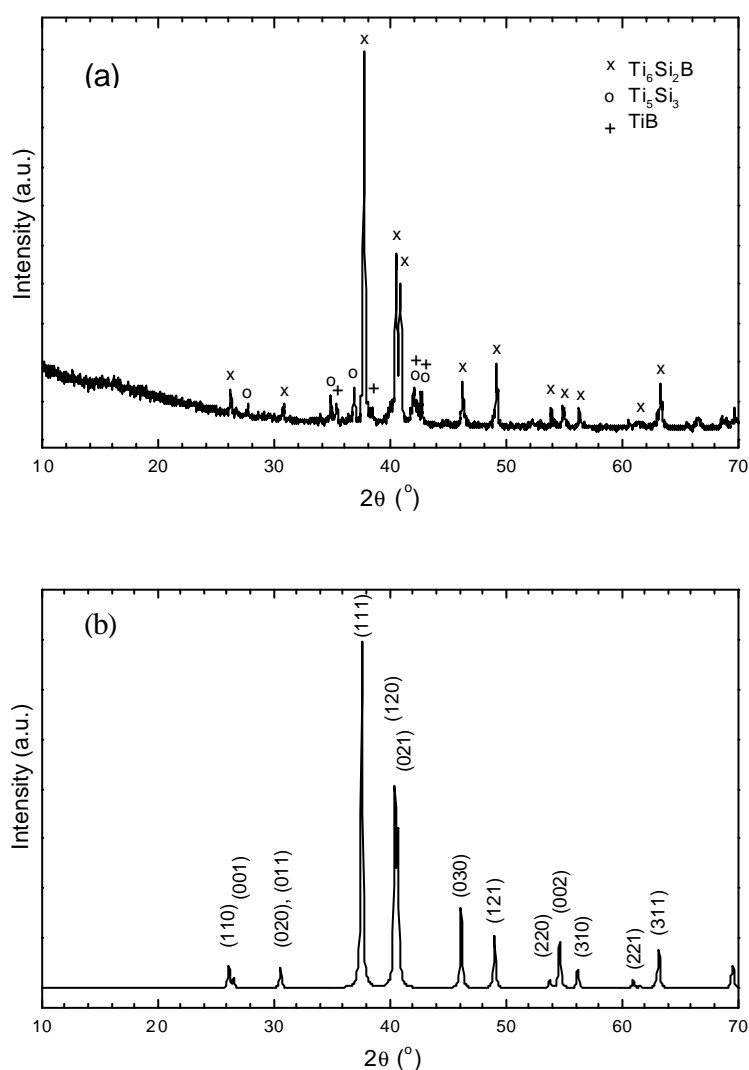 (a)
x Ti₆Si₂B
o Ti₅Si₃
+ TiB
x
x
x
x
o
x
o
+
o
+
+
o
+
o
x
x
x
x
x
x
x
Intensity (a.u.)
10 20 30 40 50 60 70
2θ (°)
(b)
(110)
(001)
(020), (011)
(111)
(120)
(021)
(030)
(121)
(220)
(002)
(310)
(221)
(311)
Intensity (a.u.)
10 20 30 40 50 60 70
2θ (°)